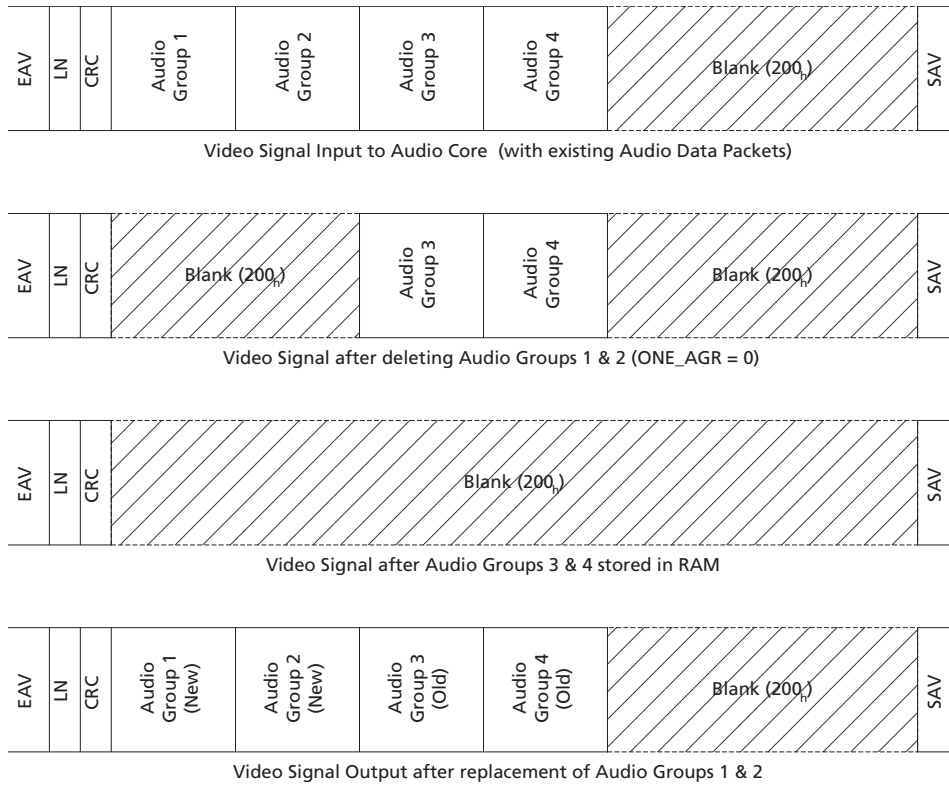 EAV
LN
CRC
Audio
Group 1
Audio
Group 2
Audio
Group 3
Audio
Group 4
Blank (200h)
SAV
Video Signal Input to Audio Core (with existing Audio Data Packets)
EAV
LN
CRC
Blank (200h)
Audio
Group 3
Audio
Group 4
Blank (200h)
SAV
Video Signal after deleting Audio Groups 1 & 2 (ONE_AGR = 0)
EAV
LN
CRC
Blank (200h)
SAV
Video Signal after Audio Groups 3 & 4 stored in RAM
EAV
LN
CRC
Audio
Group 1
(New)
Audio
Group 2
(New)
Audio
Group 3
(Old)
Audio
Group 4
(Old)
Blank (200h)
SAV
Video Signal Output after replacement of Audio Groups 1 & 2